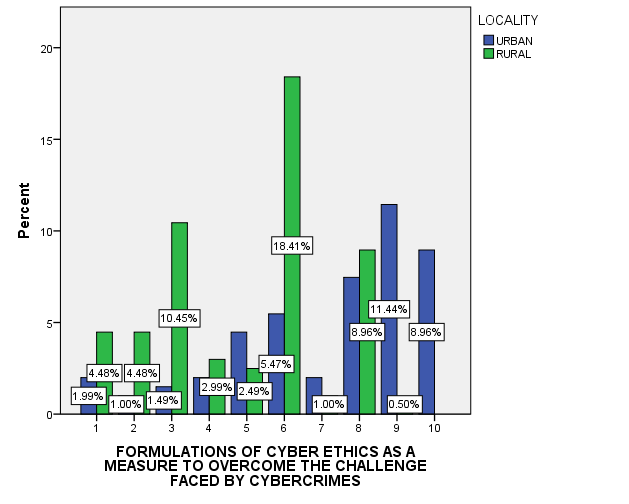 LOCALITY
URBAN
RURAL
20
15
10
5
0
Percent
18.41%
10.45%
11.44%
8.96%
8.96%
5.47%
4.48%
4.48%
2.99%
2.49%
1.99%
1.00%
1.49%
1.00%
0.50%
1 2 3 4 5 6 7 8 9 10
FORMULATIONS OF CYBER ETHICS AS A
MEASURE TO OVERCOME THE CHALLENGE
FACED BY CYBERCRIMES